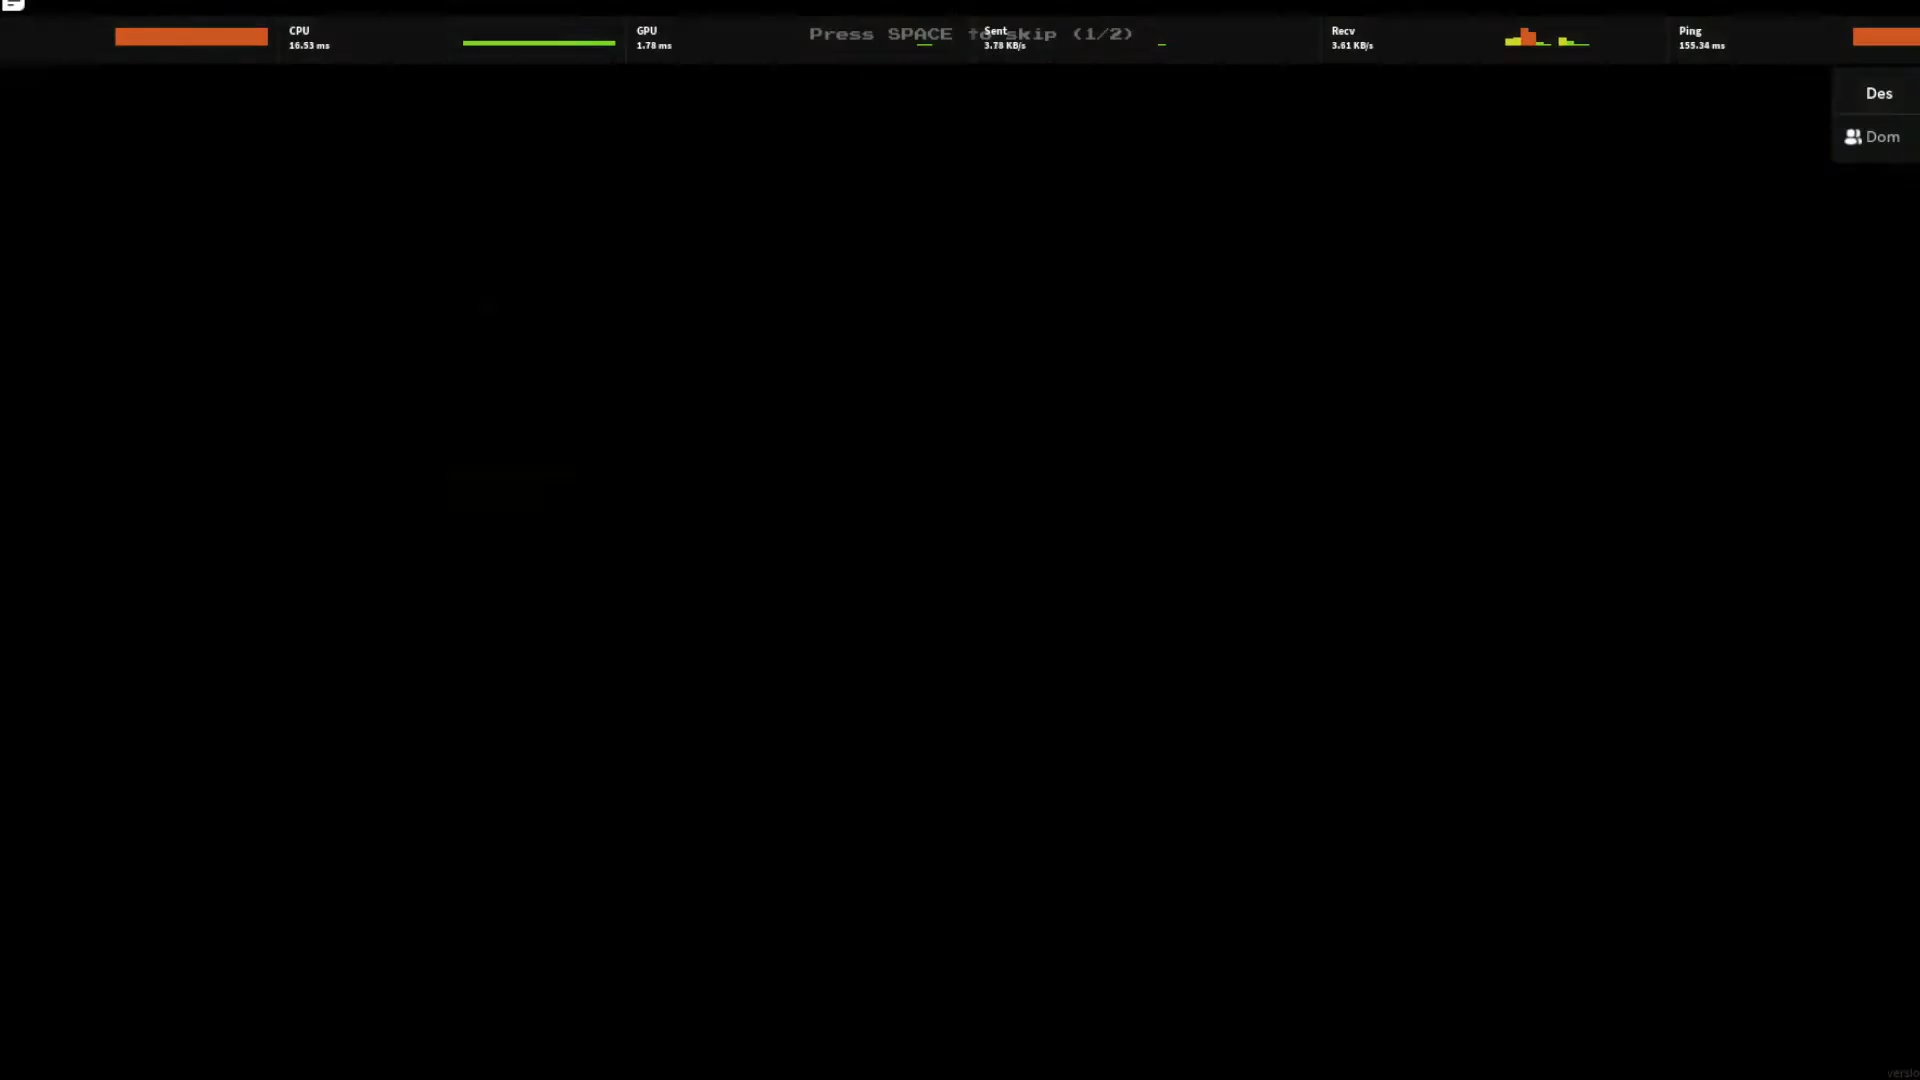 CPU
16.53 ms
GPU
1.78 ms
Press SPACE to skip (1/2)
Sent
3.78 KB/s
Recv
3.61 KB/s
Ping
155.34 ms
Des
Dom
versio